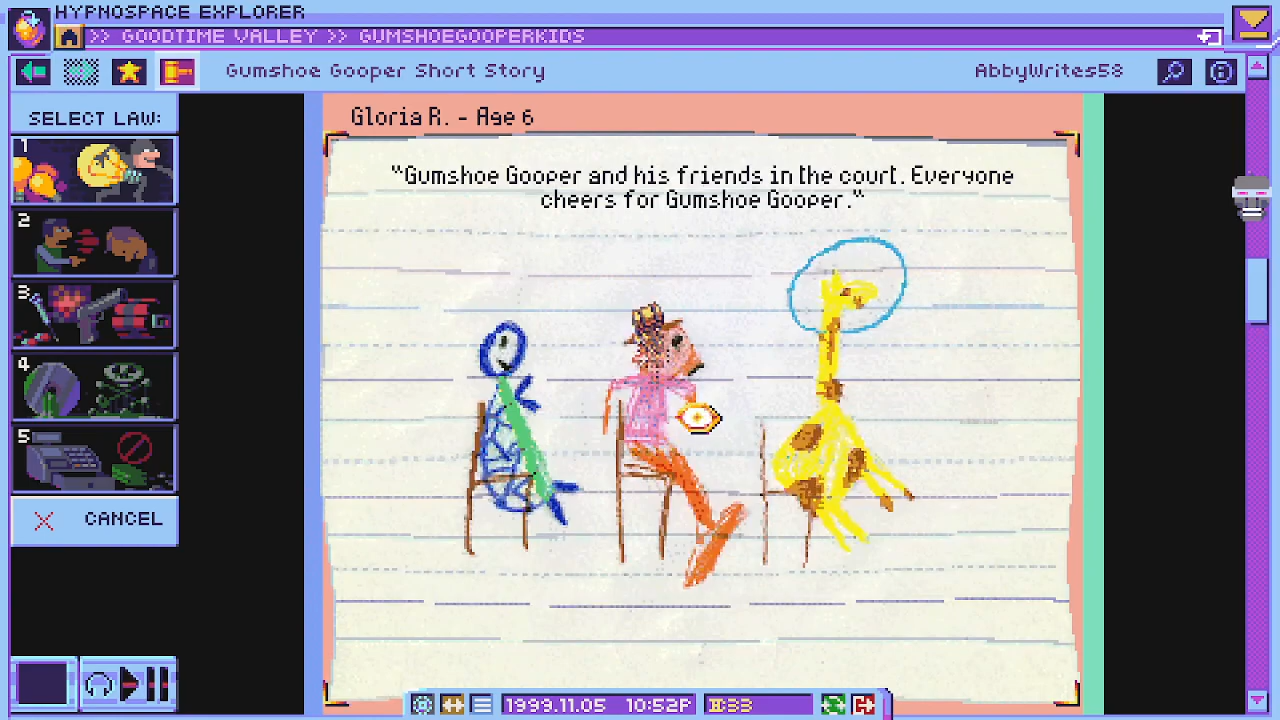 HYPNOSPACE EXPLORER
>> GOODTIME VALLEY >> GUMSHOEGOOPERKIDS
Gumshoe Gooper Short Story
AbbyWrites58
SELECT LAW:
1
2
3
4
5
CANCEL
Gloria R. - Age 6
"Gumshoe Gooper and his friends in the court. Everyone
cheers for Gumshoe Gooper."
1999.11.05 10:52P